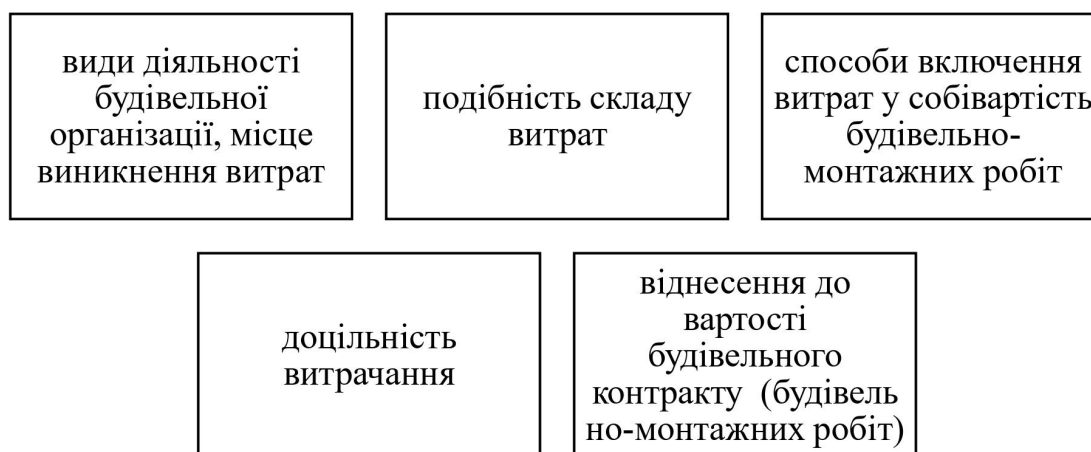 види діяльності
будівельної
організації, місце
виникнення витрат
подібність складу
витрат
способи включення
витрат у собівартість
будівельно-
монтажних робіт
доцільність
витрачання
віднесення до
вартості
будівельного
контракту (будівель
но-монтажних робіт)